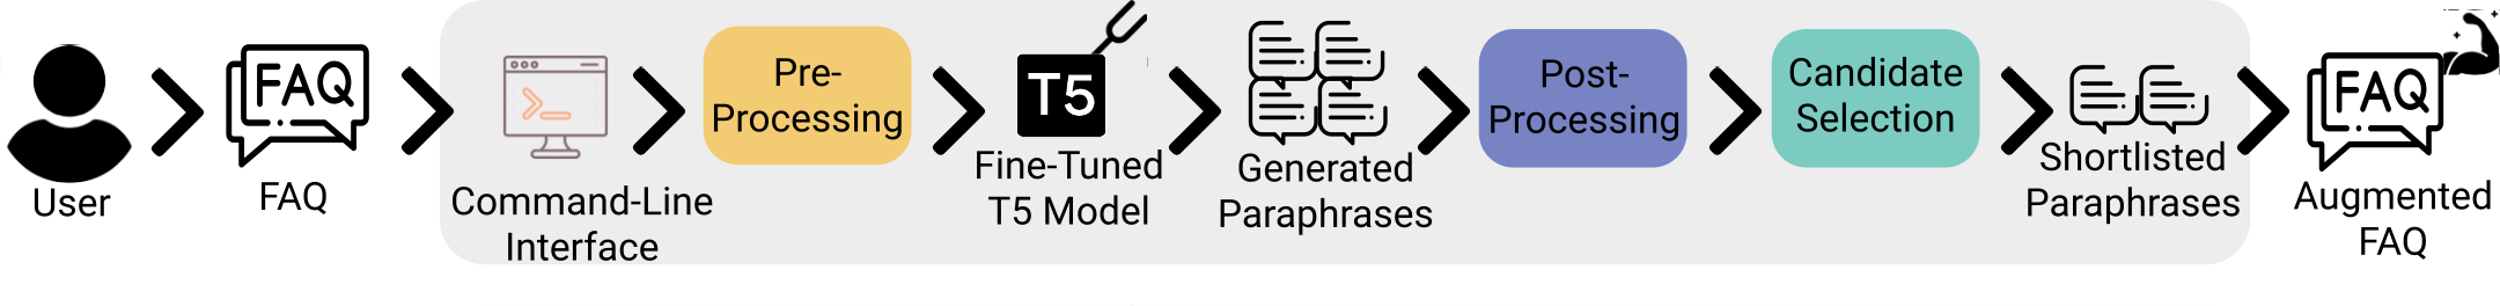 User
FAQ
FAQ
Command-Line
Interface
Pre-
Processing
T5
Fine-Tuned
T5 Model
Generated
Paraphrases
Post-
Processing
Candidate
Selection
Shortlisted
Paraphrases
FAQ
Augmented
FAQ